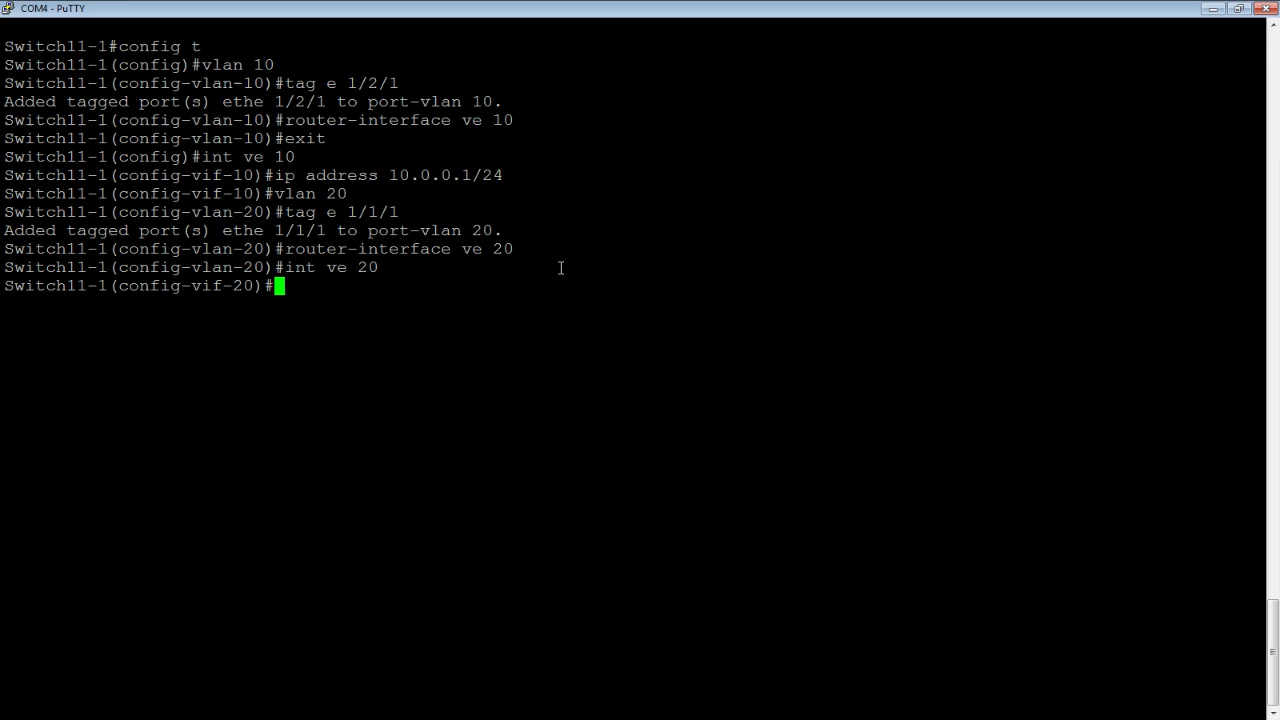 COM4 - PuTTY
Switch11-1#config t
Switch11-1(config)#vlan 10
Switch11-1(config-vlan-10)#tag e 1/2/1
Added tagged port(s) ethe 1/2/1 to port-vlan 10.
Switch11-1(config-vlan-10)#router-interface ve 10
Switch11-1(config-vlan-10)#exit
Switch11-1(config)#int ve 10
Switch11-1(config-vif-10)#ip address 10.0.0.1/24
Switch11-1(config-vif-10)#vlan 20
Switch11-1(config-vlan-20)#tag e 1/1/1
Added tagged port(s) ethe 1/1/1 to port-vlan 20.
Switch11-1(config-vlan-20)#router-interface ve 20
Switch11-1(config-vlan-20)#int ve 20
Switch11-1(config-vif-20)#